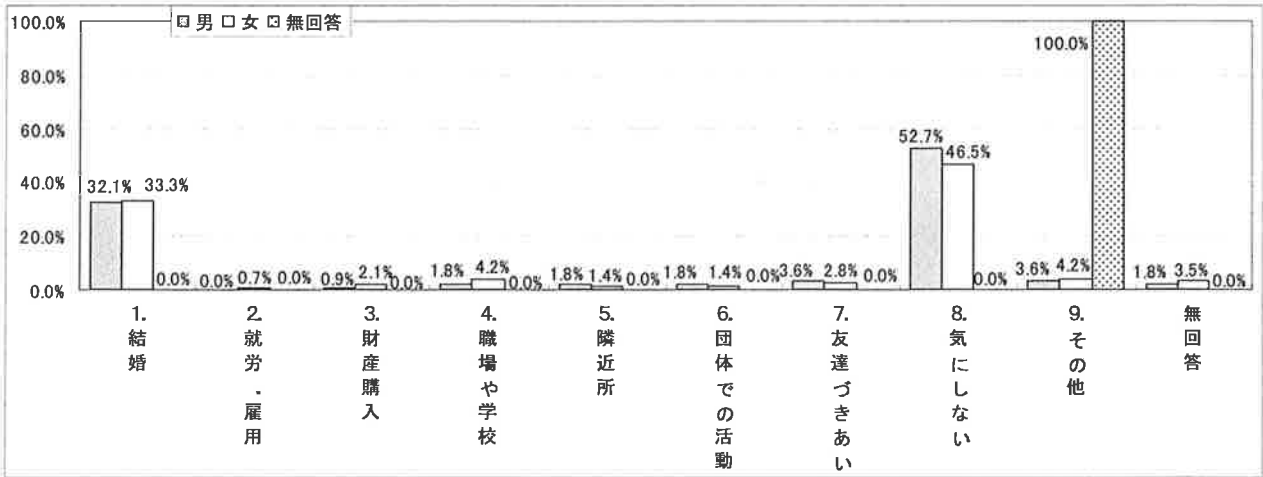 男 女 無回答
100.0%
80.0%
60.0%
40.0%
20.0%
0.0%
32.1% 33.3% 0.0%
0.0% 0.7% 0.0%
0.9% 2.1% 0.0%
1.8% 4.2% 0.0%
1.8% 1.4% 0.0%
1.8% 1.4% 0.0%
3.6% 2.8% 0.0%
52.7% 46.5% 0.0%
3.6% 4.2% 100.0%
1.8% 3.5% 0.0%
1.結婚
2.就労．雇用
3.財産購入
4.職場や学校
5.隣近所
6.団体での活動
7.友達づきあい
8.気にしない
9.その他
無回答